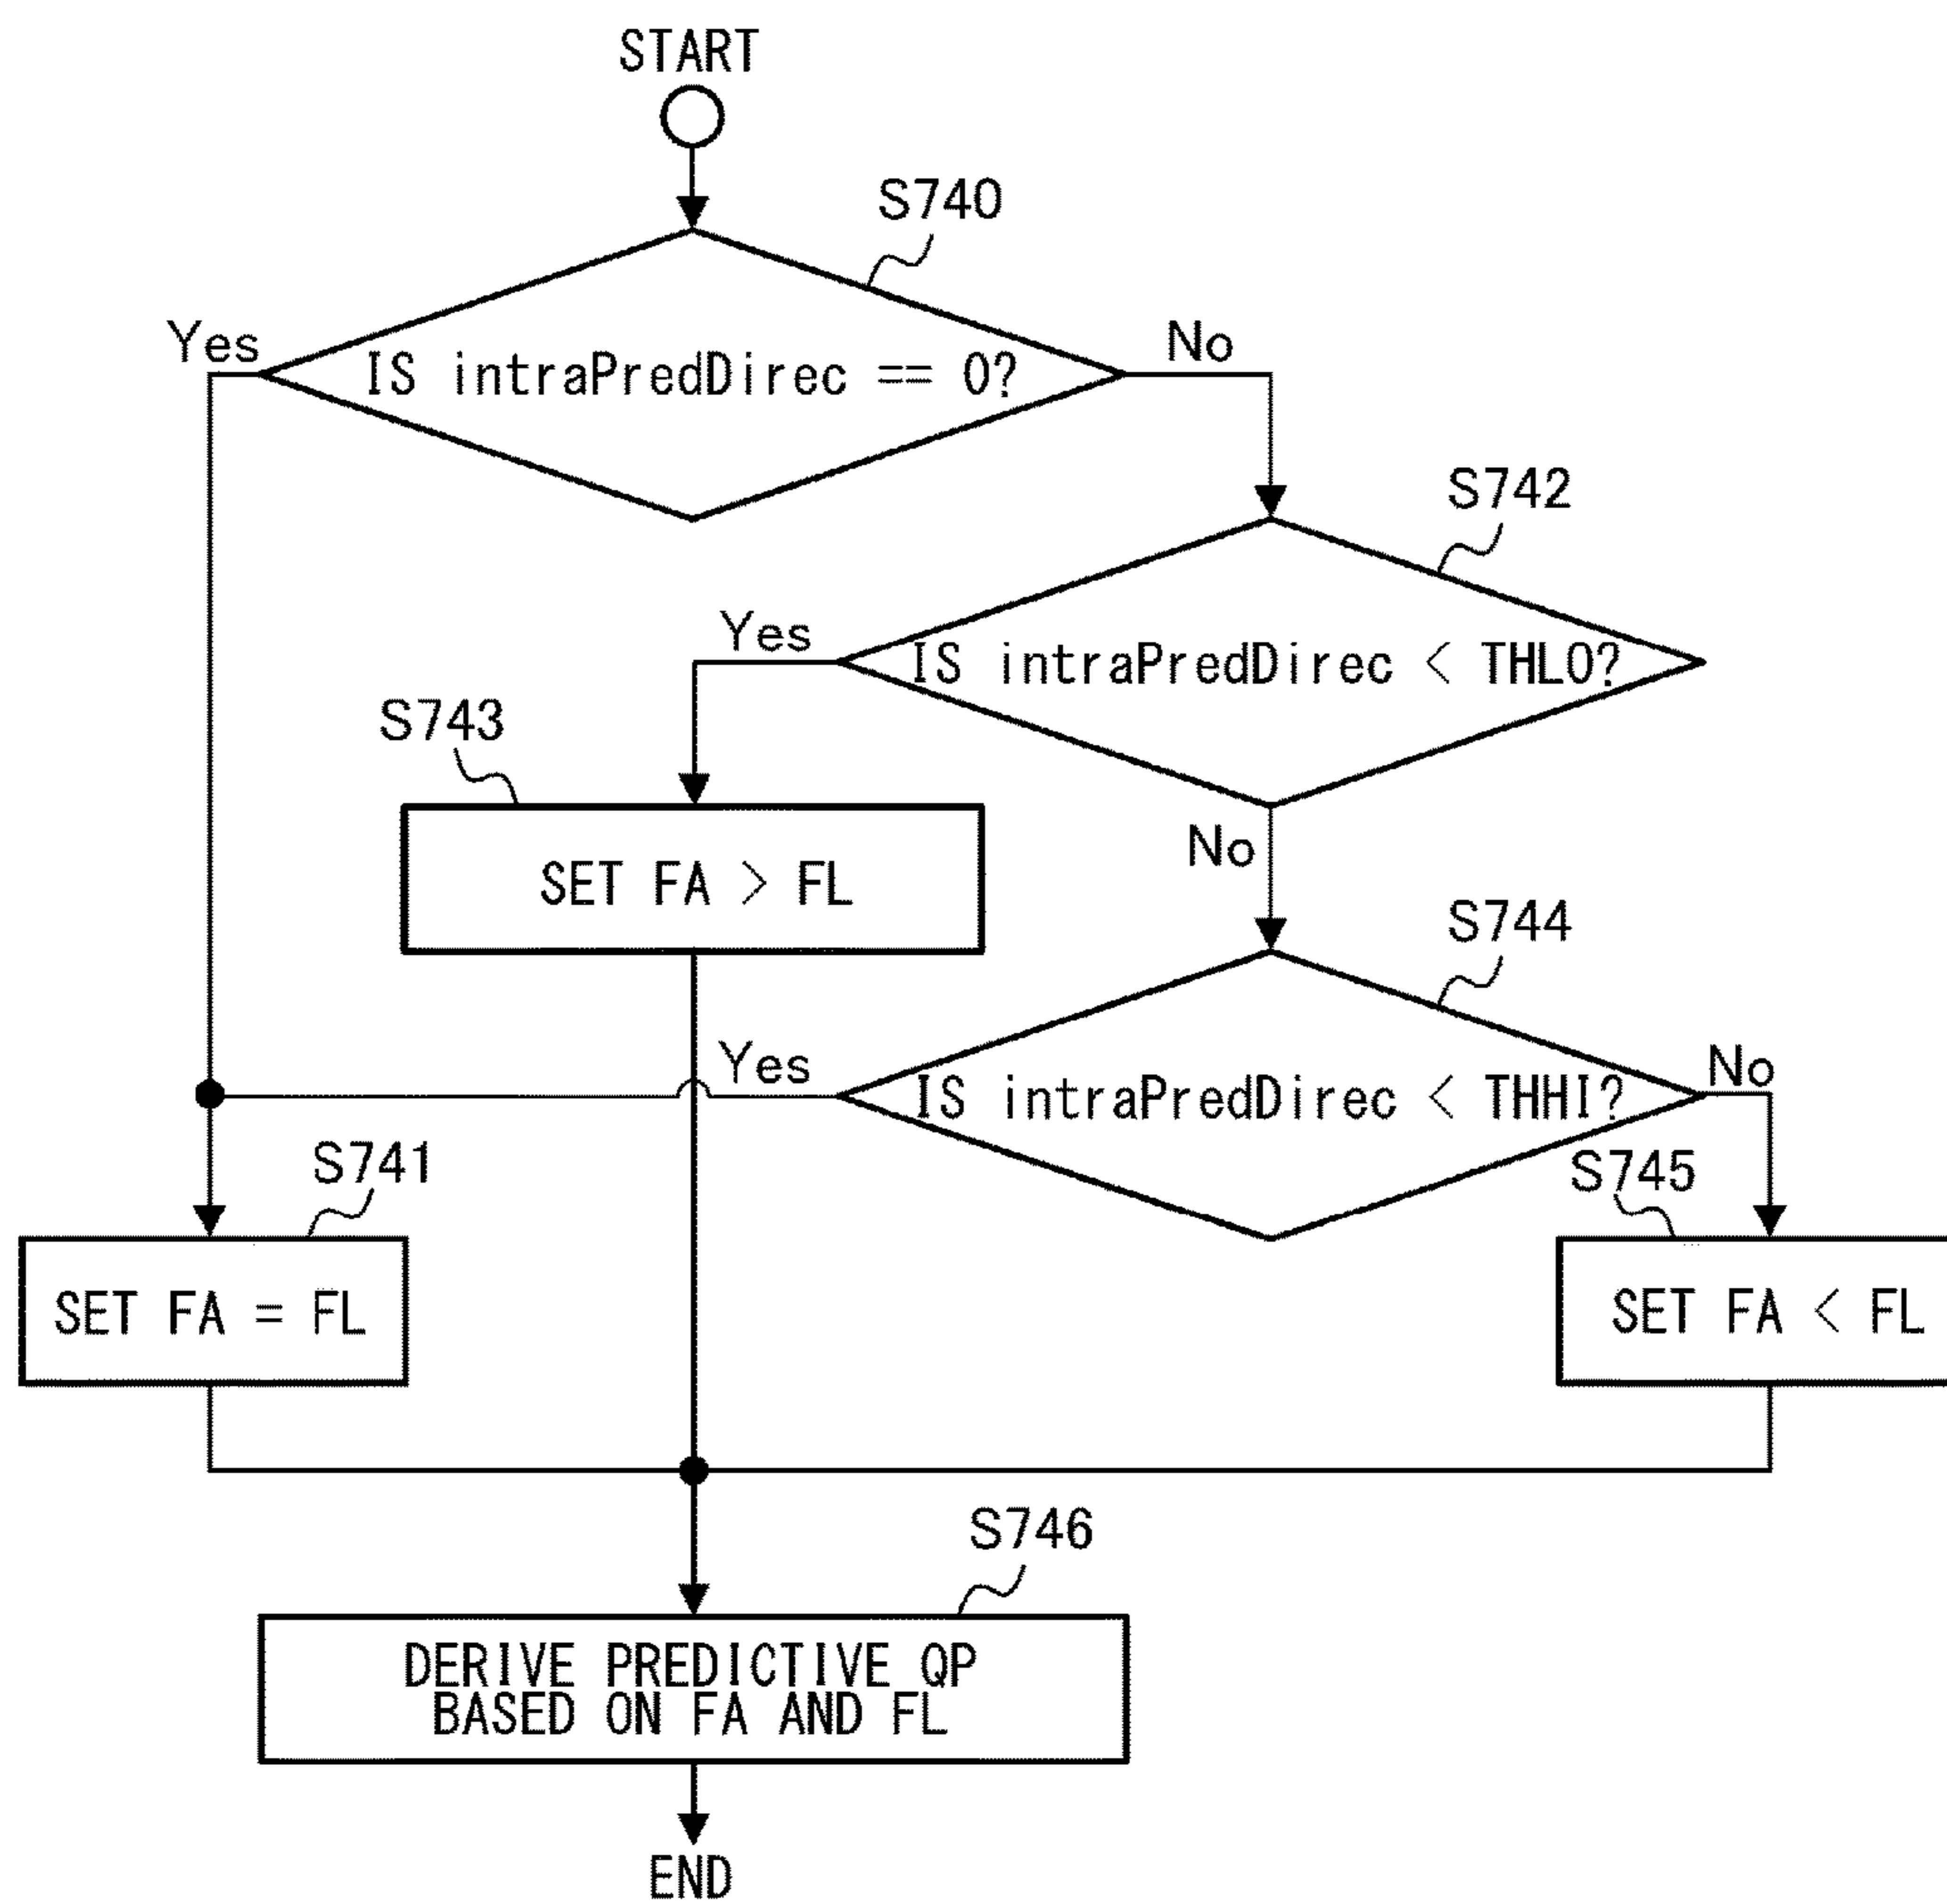 START
S740
Yes
IS intraPredDirec == 0?
No
S742
Yes
IS intraPredDirec < THLO?
S743
No
SET FA > FL
S744
Yes
IS intraPredDirec < THHI?
No
S741
S745
SET FA = FL
SET FA < FL
S746
DERIVE PREDICTIVE QP
BASED ON FA AND FL
END